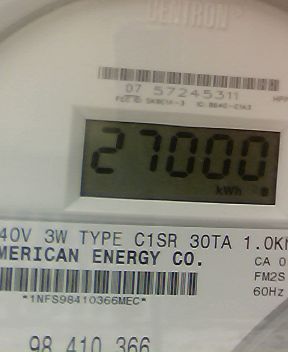 CENTRON®
07 57245311
27000
kWh
40V 3W TYPE C1SR 30TA 1.0K
MERICAN ENERGY CO.
CA 0
FM2S
60Hz
*1NFS98410366MEC*
98 410 366